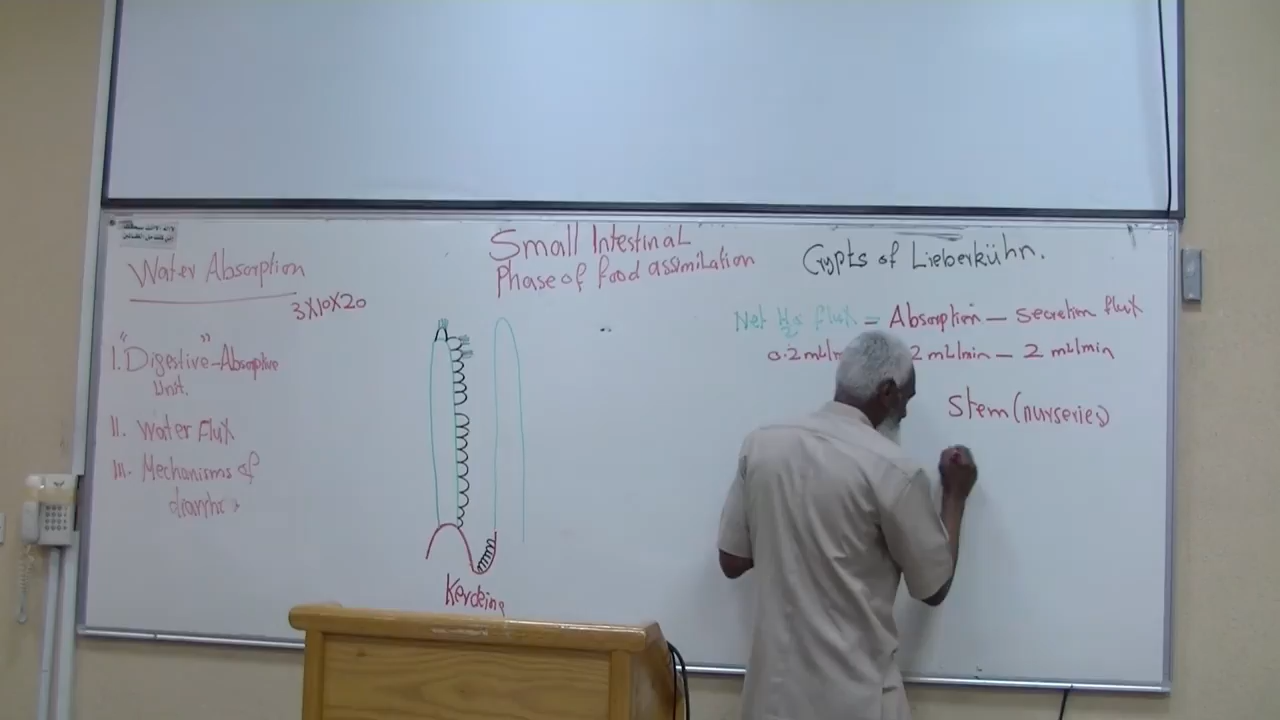 Water Absorption
3X10X20
I. "Digestive-Absorptive"
Unit.
II. Water Flux
III. Mechanisms of
Small Intestinal
Phase of food assimilation
Kercking
Crypts of Lieberkühn.
Net H₂O flux = Absorption — secretion flux
2 mL/min — 2 mL/min
Stem (nurseries)